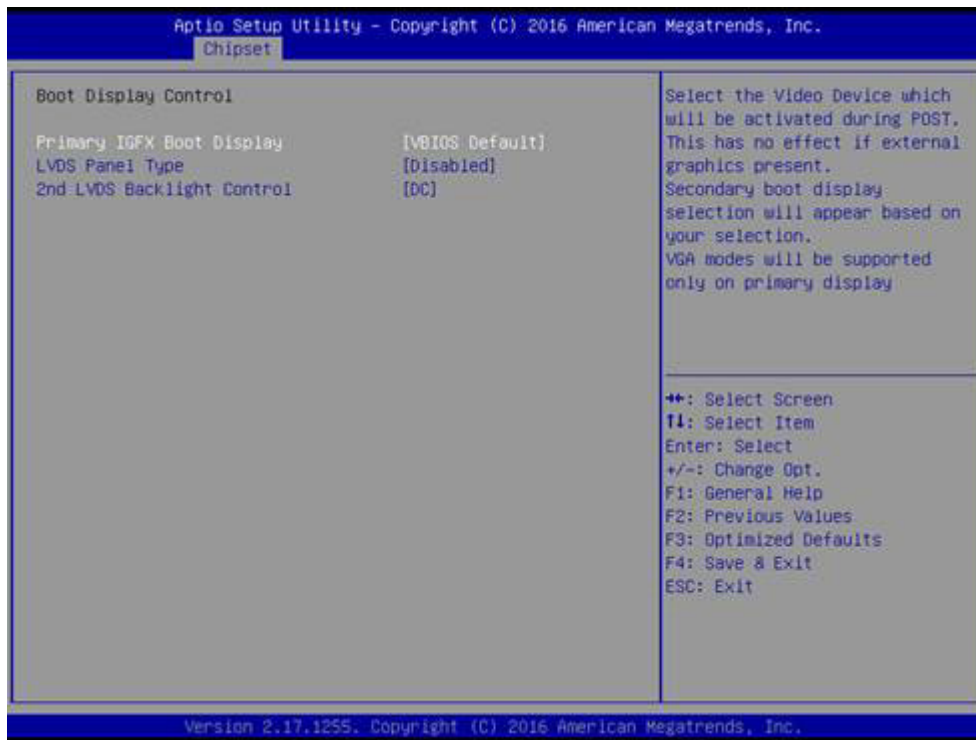 Aptio Setup Utility – Copyright (C) 2016 American Megatrends, Inc.
Chipset
Boot Display Control
Primary IGFX Boot Display [VBIOS Default]
LVDS Panel Type [Disabled]
2nd LVDS Backlight Control [DC]
Select the Video Device which
will be activated during POST.
This has no effect if external
graphics present.
Secondary boot display
selection will appear based on
your selection.
VGA modes will be supported
only on primary display
→←: Select Screen
↑↓: Select Item
Enter: Select
+/-: Change Opt.
F1: General Help
F2: Previous Values
F3: Optimized Defaults
F4: Save & Exit
ESC: Exit
Version 2.17.1255. Copyright (C) 2016 American Megatrends, Inc.